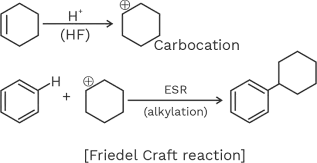 H⁺
(HF)
⊕
Carbocation
H
+
⊕
ESR
(alkylation)
[Friedel Craft reaction]